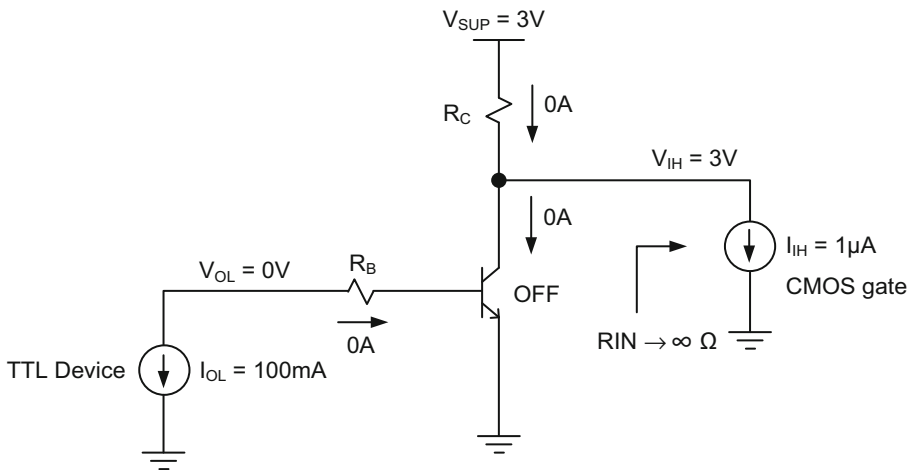 V_SUP = 3V
R_C
0A
V_IH = 3V
0A
I_IH = 1µA
CMOS gate
V_OL = 0V
R_B
OFF
0A
RIN → ∞ Ω
TTL Device
I_OL = 100mA